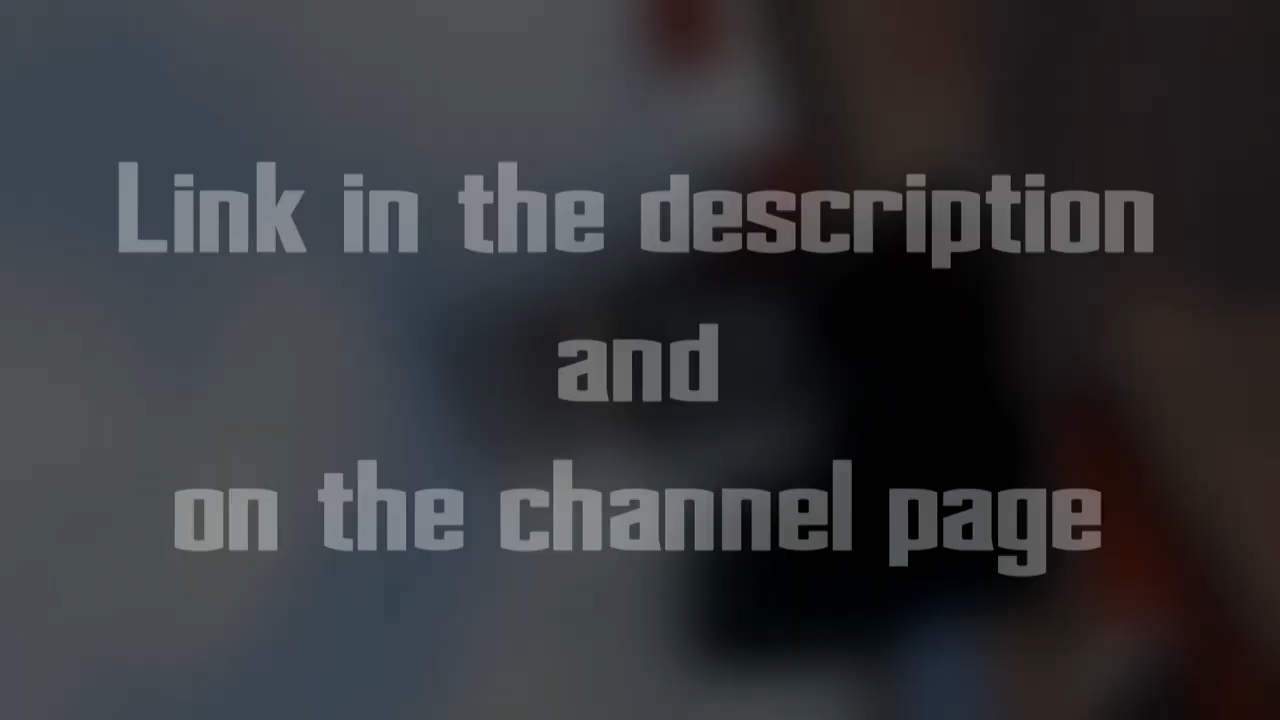 Link in the description
and
on the channel page